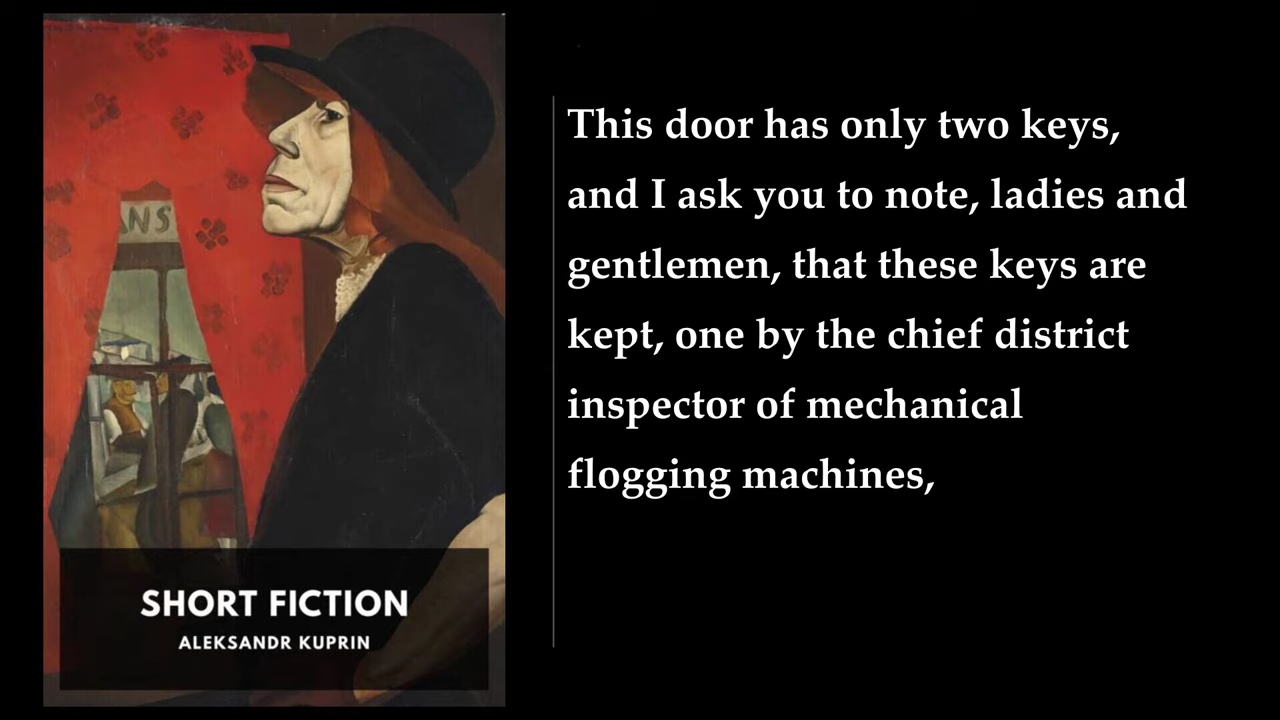 ANS
SHORT FICTION
ALEKSANDR KUPRIN
This door has only two keys,
and I ask you to note, ladies and
gentlemen, that these keys are
kept, one by the chief district
inspector of mechanical
flogging machines,